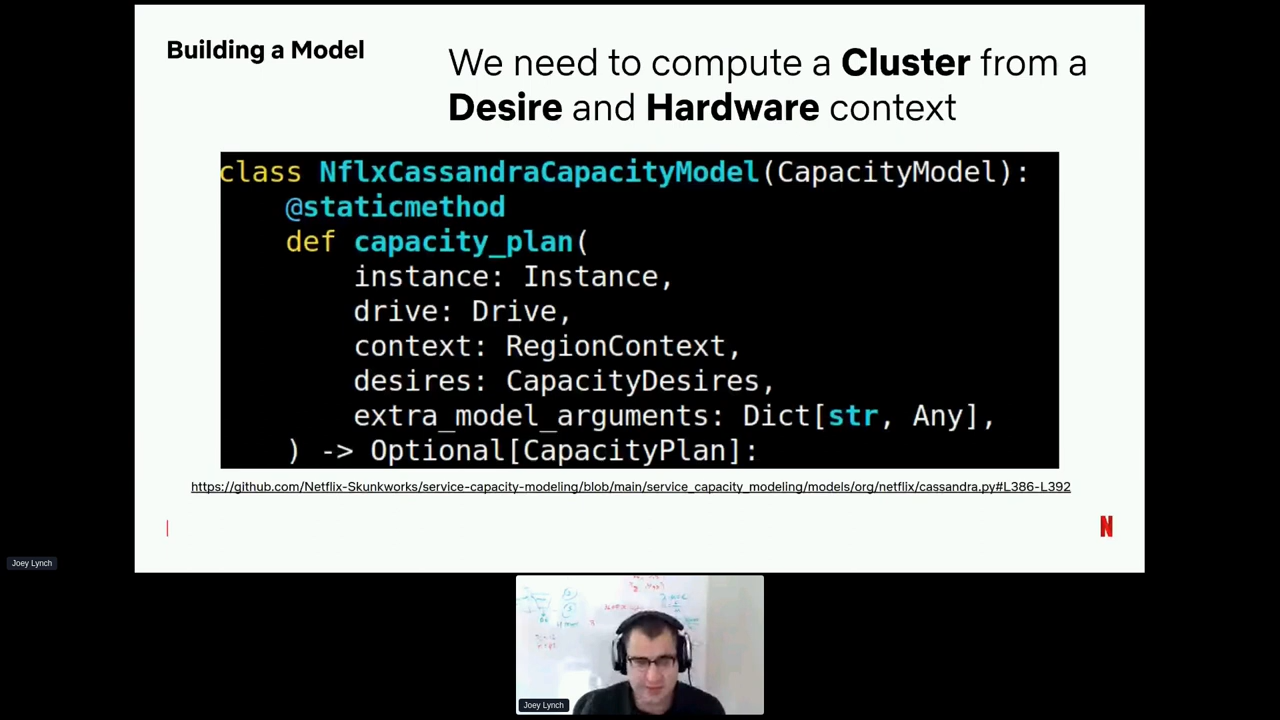 Building a Model
We need to compute a Cluster from a
Desire and Hardware context
class NflxCassandraCapacityModel(CapacityModel):
@staticmethod
def capacity_plan(
instance: Instance,
drive: Drive,
context: RegionContext,
desires: CapacityDesires,
extra_model_arguments: Dict[str, Any],
) -> Optional[CapacityPlan]:
https://github.com/Netflix-Skunkworks/service-capacity-modeling/blob/main/service_capacity_modeling/models/org/netflix/cassandra.py#L386-L392
N
Joey Lynch
Joey Lynch